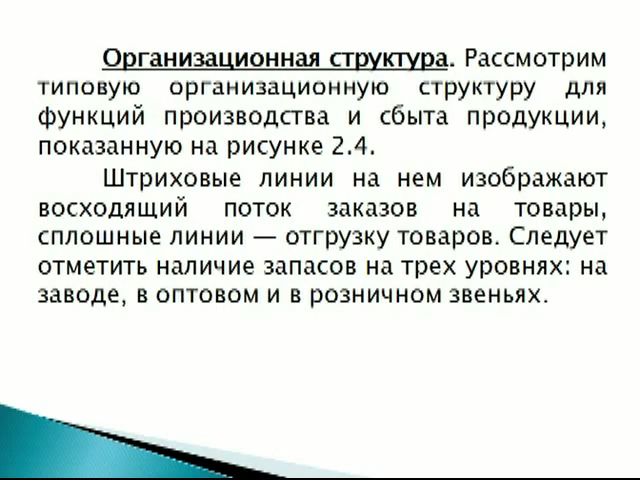 Организационная структура. Рассмотрим
типовую организационную структуру для
функций производства и сбыта продукции,
показанную на рисунке 2.4.
Штриховые линии на нем изображают
восходящий поток заказов на товары,
сплошные линии — отгрузку товаров. Следует
отметить наличие запасов на трех уровнях: на
заводе, в оптовом и в розничном звеньях.